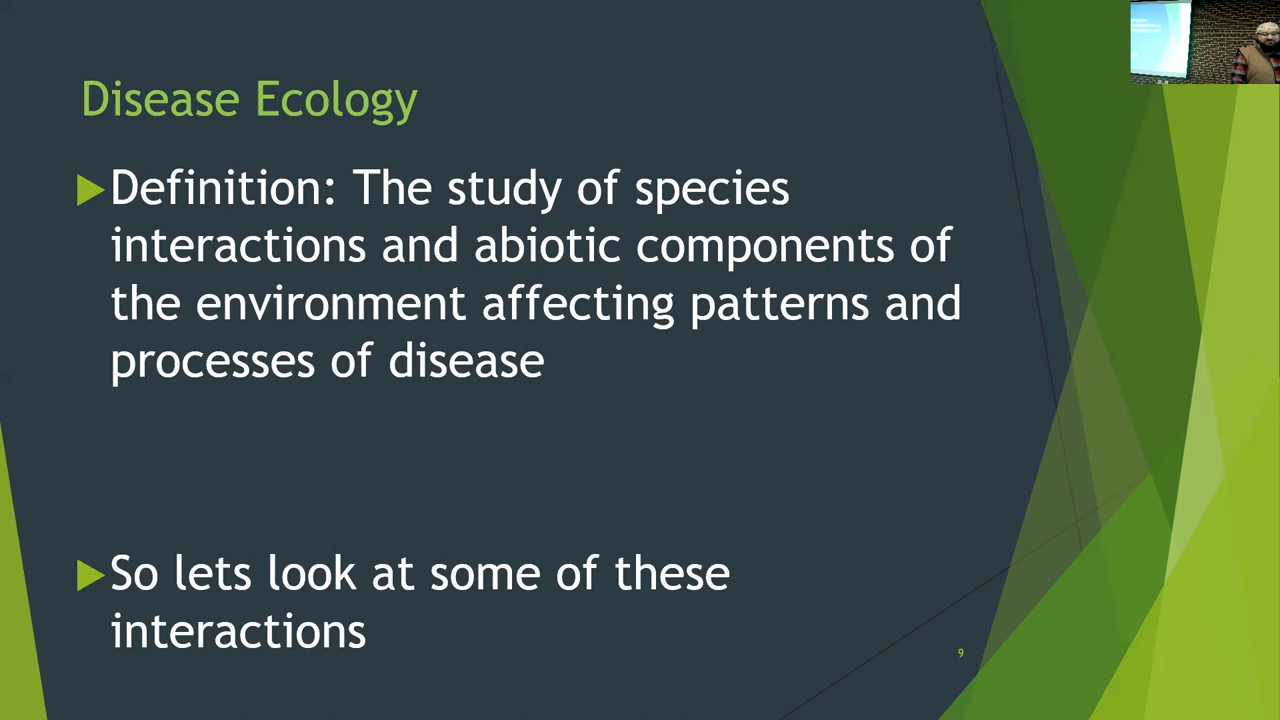 Disease Ecology
Definition: The study of species
interactions and abiotic components of
the environment affecting patterns and
processes of disease
So lets look at some of these
interactions
9